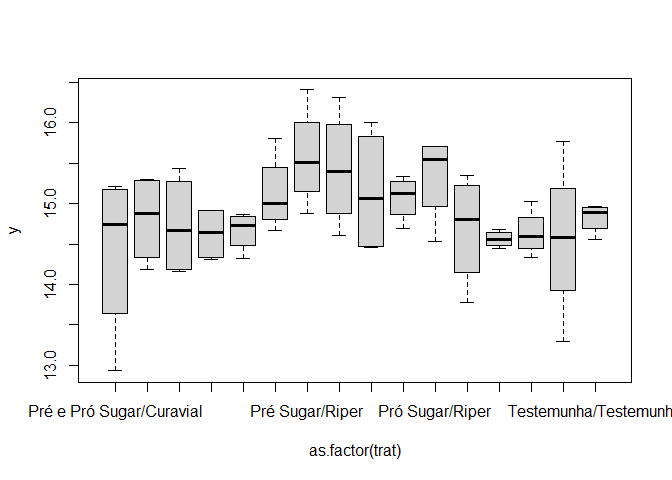 y
16.0
15.0
14.0
13.0
Pré e Pró Sugar/Curavial Pré Sugar/Riper Pró Sugar/Riper Testemunha/Testemunh
as.factor(trat)